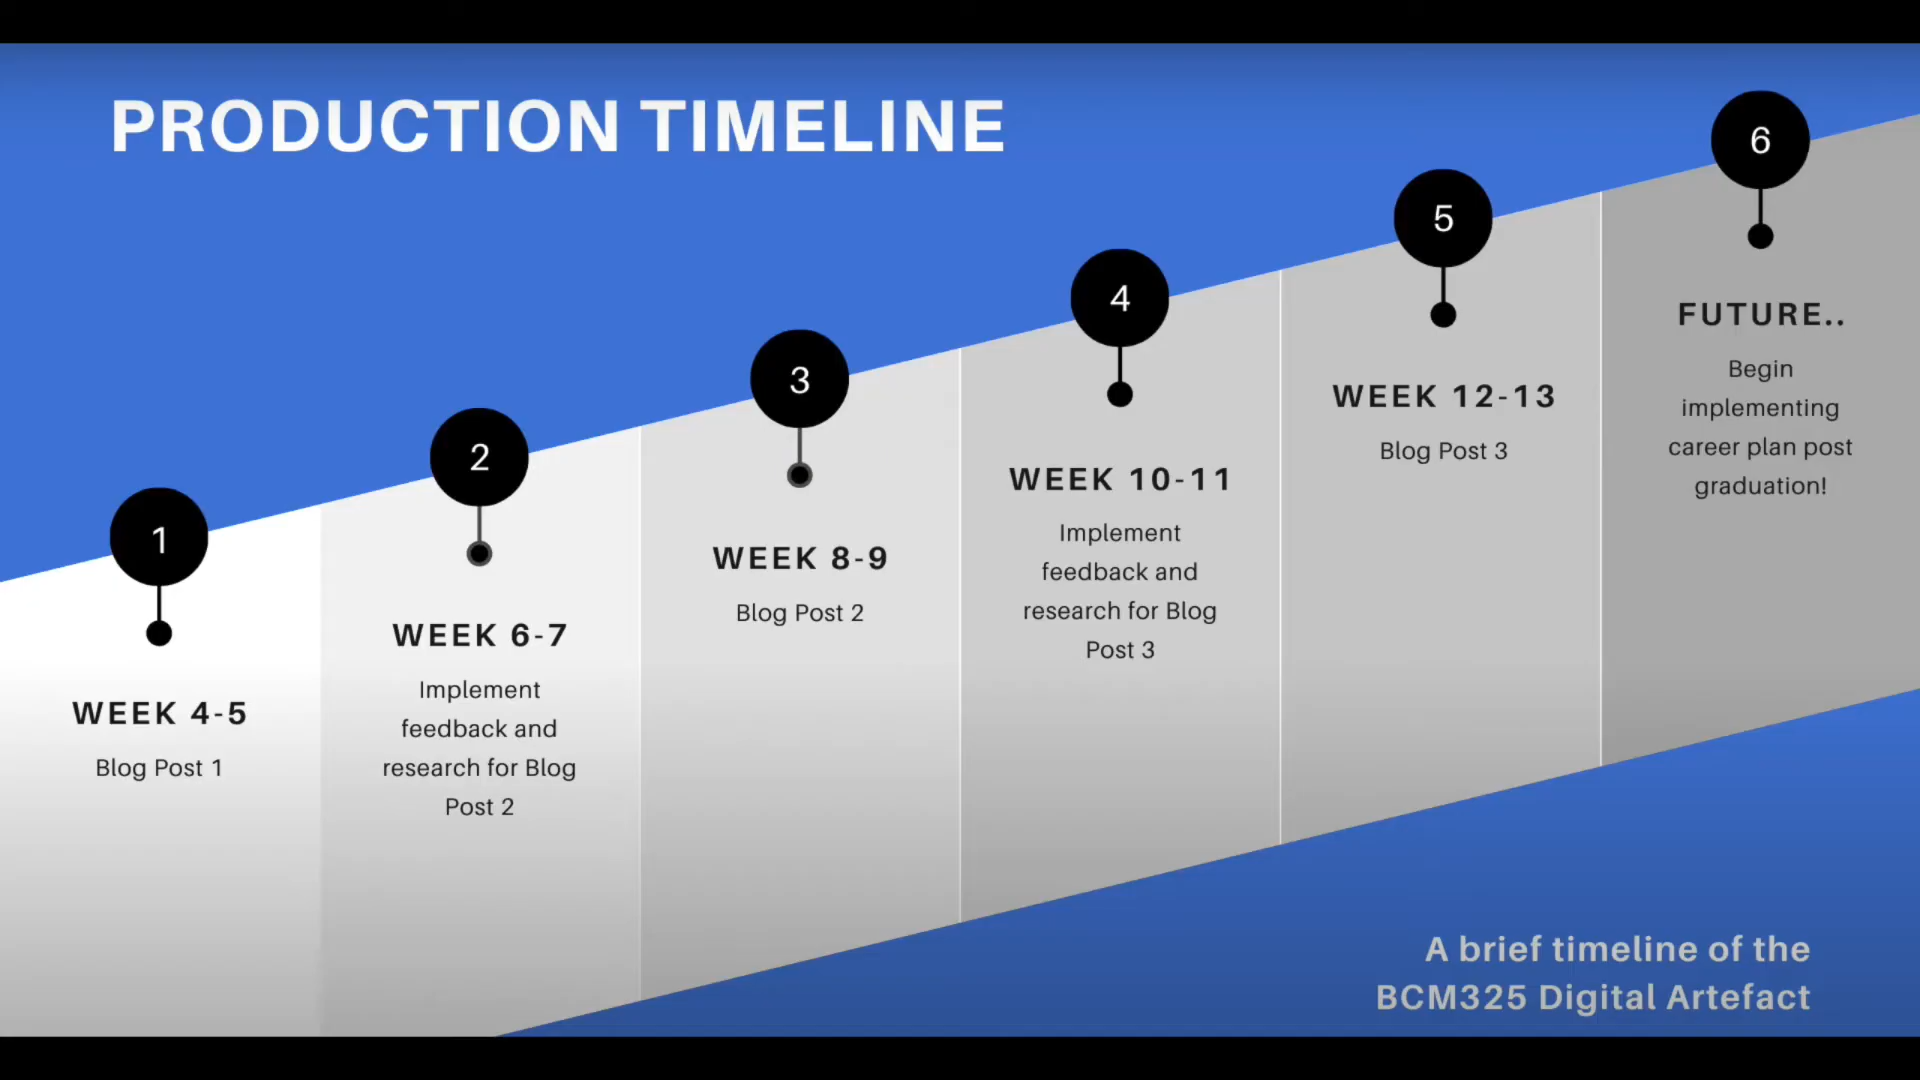 PRODUCTION TIMELINE
1
WEEK 4-5
Blog Post 1
2
WEEK 6-7
Implement
feedback and
research for Blog
Post 2
3
WEEK 8-9
Blog Post 2
4
WEEK 10-11
Implement
feedback and
research for Blog
Post 3
5
WEEK 12-13
Blog Post 3
6
FUTURE..
Begin
implementing
career plan post
graduation!
A brief timeline of the
BCM325 Digital Artefact